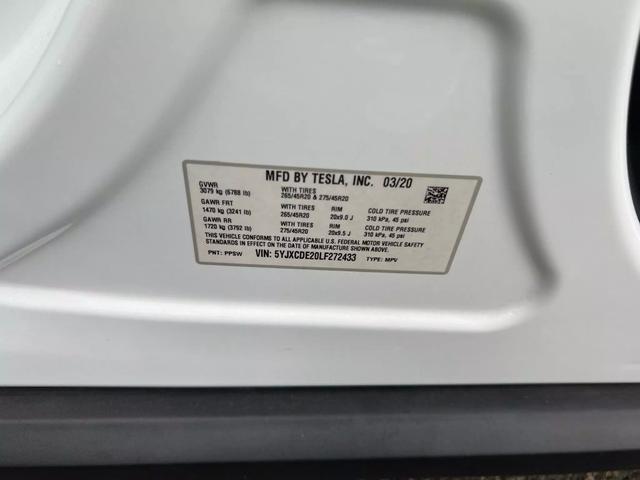 MFD BY TESLA, INC. 03/20
GVWR
3079 kg (6788 lb)
WITH TIRES
265/45R20 & 275/45R20
GAWR FRT
1470 kg (3241 lb)
WITH TIRES
265/45R20
RIM
20x9.0 J
COLD TIRE PRESSURE
310 kPa, 45 psi
GAWR RR
1720 kg (3792 lb)
WITH TIRES
275/45R20
RIM
20x9.5 J
COLD TIRE PRESSURE
310 kPa, 45 psi
THIS VEHICLE CONFORMS TO ALL APPLICABLE U.S. FEDERAL MOTOR VEHICLE SAFETY
STANDARDS IN EFFECT ON THE DATE OF MANUFACTURE SHOWN ABOVE.
PNT: PPSW
VIN: 5YJXCDE20LF272433
TYPE: MPV